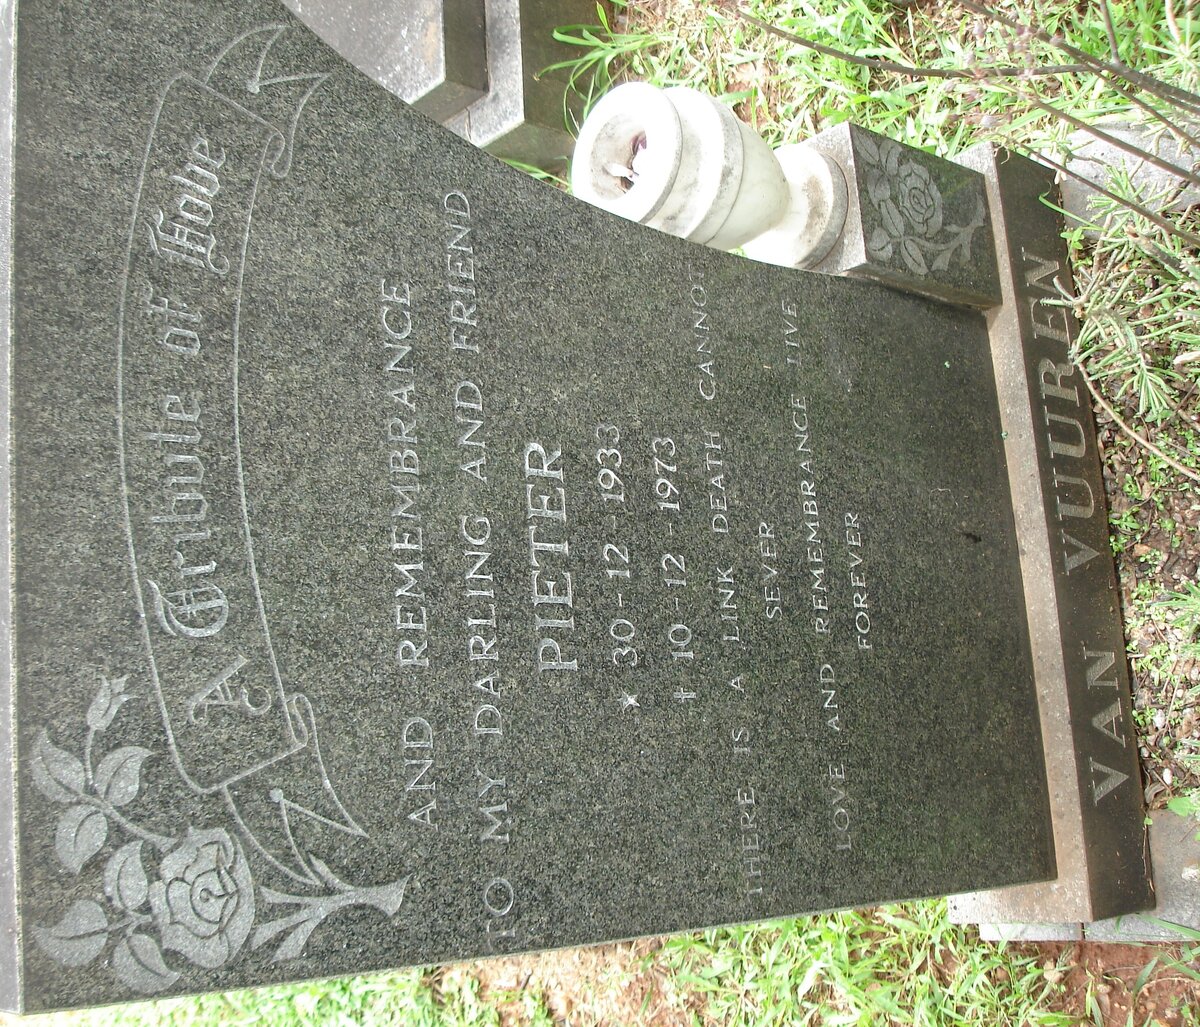 A Tribute of Love
AND REMEMBRANCE
TO MY DARLING AND FRIEND
PIETER
★ 30-12-1933
† 10-12-1973
THERE IS A LINK DEATH CANNOT
SEVER
LOVE AND REMEMBRANCE LIVE
FOREVER
VAN VUUREN